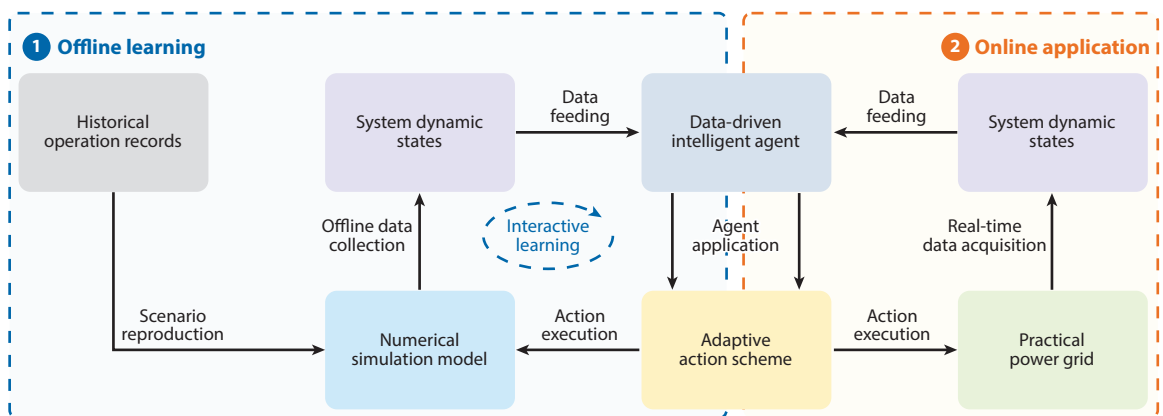 1 Offline learning
2 Online application
Historical
operation records
System dynamic
states
Data
feeding
Data-driven
intelligent agent
Data
feeding
System dynamic
states
Offline data
collection
Interactive
learning
Agent
application
Real-time
data acquisition
Scenario
reproduction
Numerical
simulation model
Action
execution
Adaptive
action scheme
Action
execution
Practical
power grid